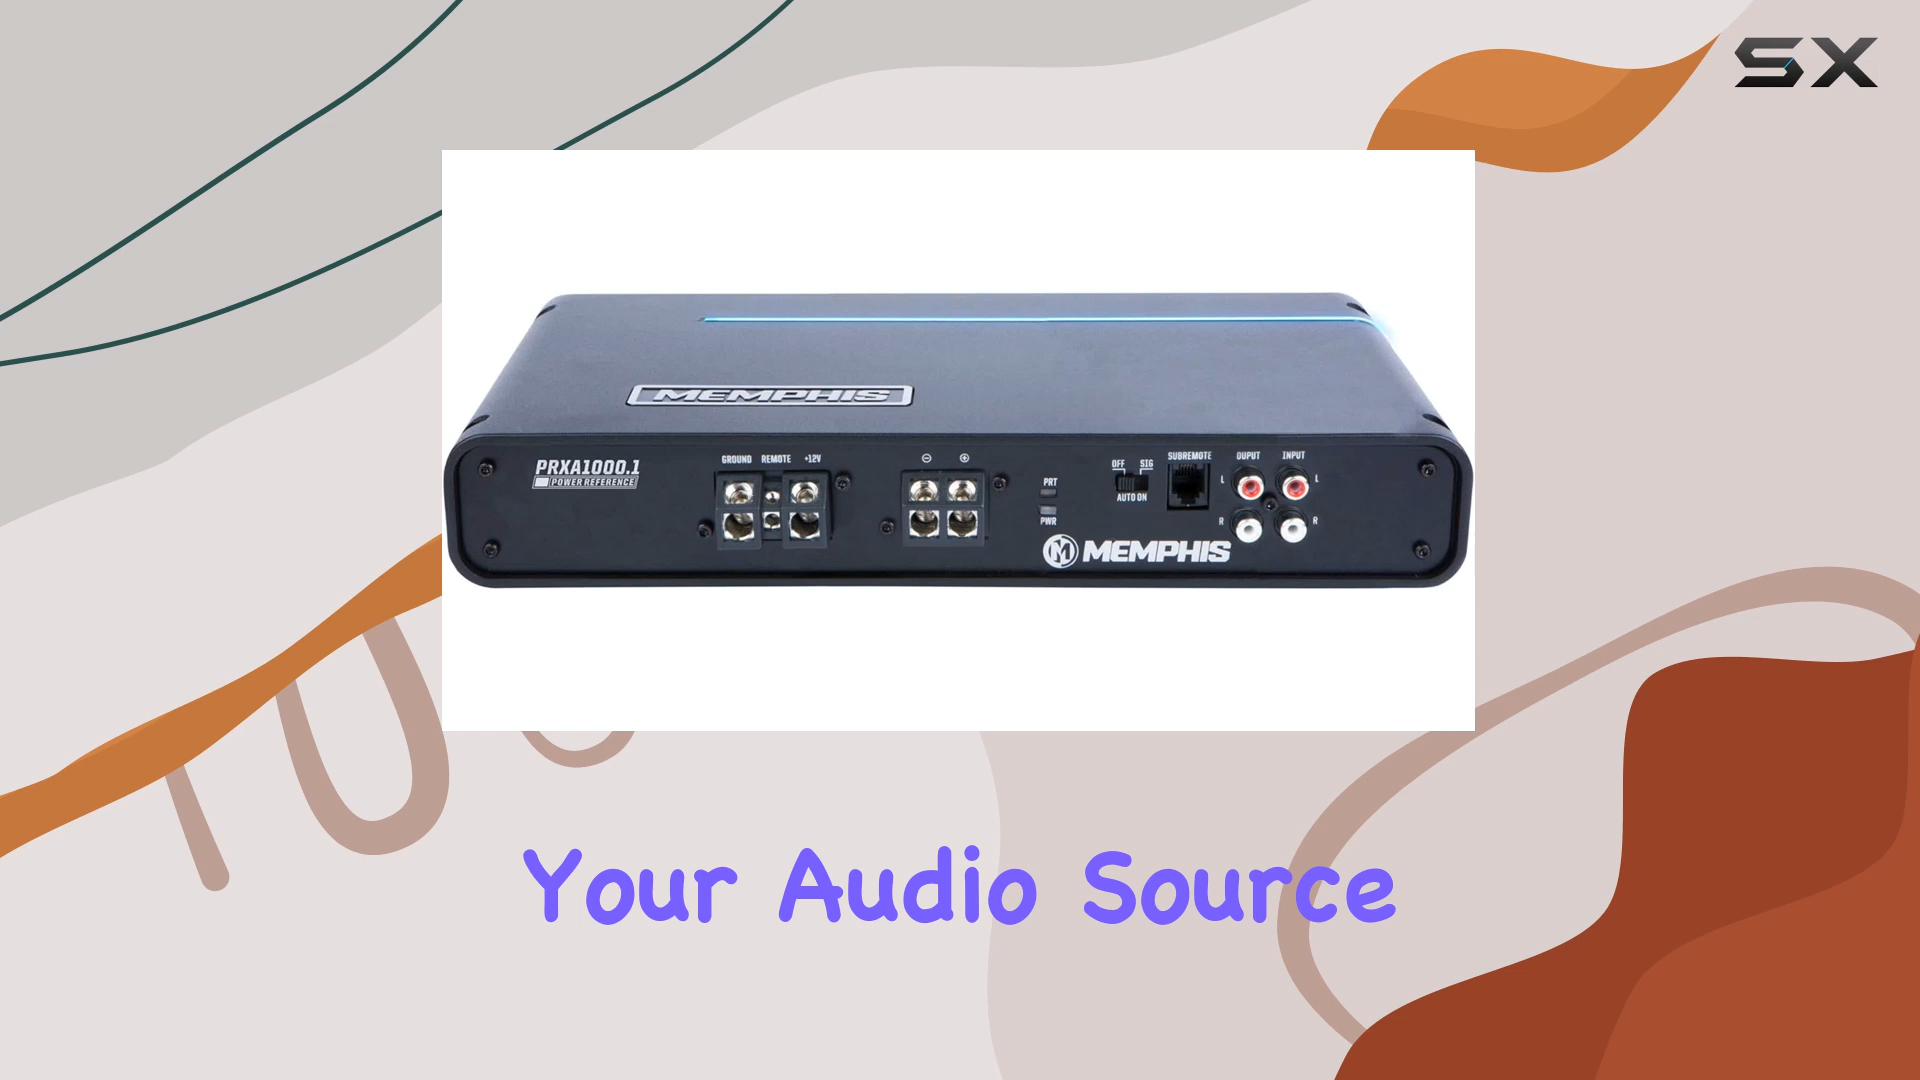 SX
MEMPHIS
PRXA1000.1
POWER REFERENCE
GROUND REMOTE +12V
PRT
PWR
OFF SIG
AUTO ON
SUBREMOTE
OUPUT INPUT
L L
R R
M MEMPHIS
Your Audio Source